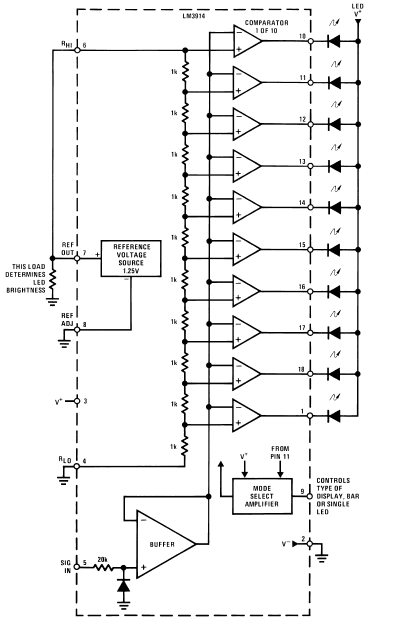 LM3914
LED
V+
COMPARATOR
1 OF 10
RHI 6
10
1k
11
1k
12
1k
13
1k
14
1k
REF
OUT 7
+
REFERENCE
VOLTAGE
SOURCE
1.25V
−
THIS LOAD
DETERMINES
LED
BRIGHTNESS
15
1k
16
1k
REF
ADJ 8
17
1k
18
1k
V+ 3
1
1k
RLO 4
V+
FROM
PIN 11
MODE
SELECT
AMPLIFIER
9
CONTROLS
TYPE OF
DISPLAY, BAR
OR SINGLE
LED
BUFFER
−
+
V− 2
SIG
IN 5
20k